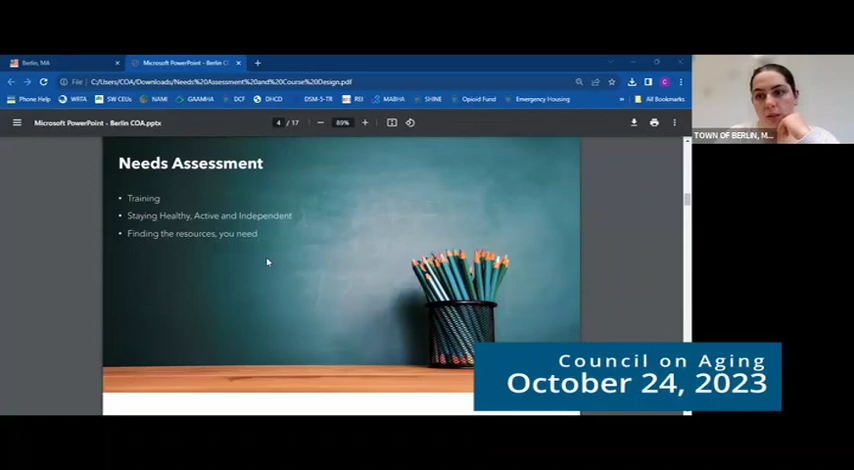 Berlin, MA
Microsoft PowerPoint - Berlin CO
File
C:/Users/COA/Downloads/Needs%20Assessment%20and%20Course%20Design.pdf
Phone Help WRTA SW CEUs NAMI GAAMHA DCF DHCD DSM-5-TR REI MABHA SHINE Opioid Fund Emergency Housing » All Bookmarks
Microsoft PowerPoint - Berlin COA.pptx 4 / 17 89%
TOWN OF BERLIN, M...
Needs Assessment
• Training
• Staying Healthy, Active and Independent
• Finding the resources, you need
Council on Aging
October 24, 2023